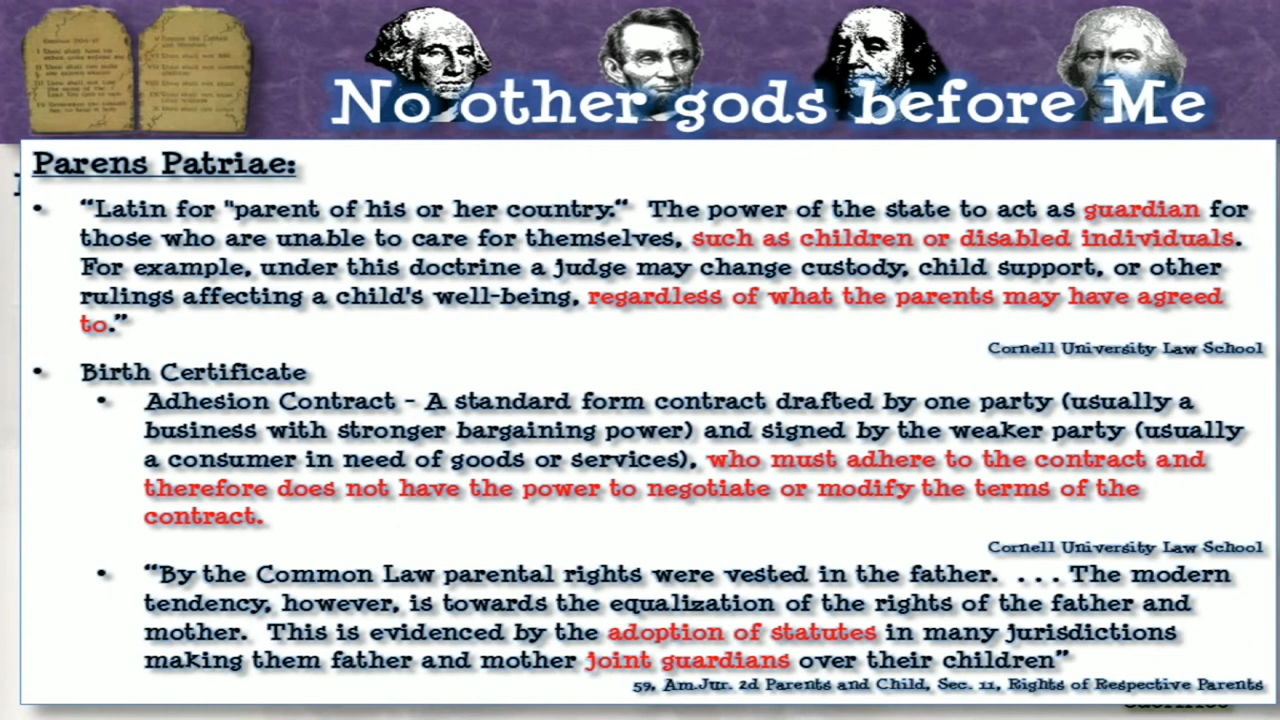 No other gods before Me
Parens Patriae:
• “Latin for "parent of his or her country.“ The power of the state to act as guardian for
those who are unable to care for themselves, such as children or disabled individuals.
For example, under this doctrine a judge may change custody, child support, or other
rulings affecting a child's well-being, regardless of what the parents may have agreed
to.”
Cornell University Law School
• Birth Certificate
• Adhesion Contract - A standard form contract drafted by one party (usually a
business with stronger bargaining power) and signed by the weaker party (usually
a consumer in need of goods or services), who must adhere to the contract and
therefore does not have the power to negotiate or modify the terms of the
contract.
Cornell University Law School
• “By the Common Law parental rights were vested in the father. ... The modern
tendency, however, is towards the equalization of the rights of the father and
mother. This is evidenced by the adoption of statutes in many jurisdictions
making them father and mother joint guardians over their children”
59, Am.Jur. 2d Parents and Child, Sec. 11, Rights of Respective Parents